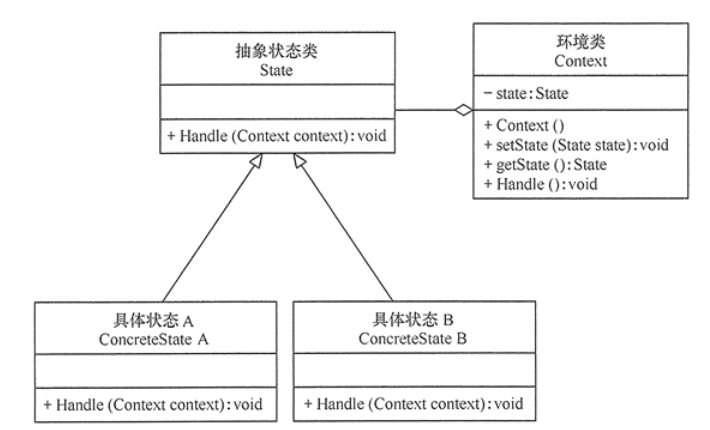 抽象状态类
State
+ Handle (Context context): void
环境类
Context
− state: State
+ Context ()
+ setState (State state): void
+ getState (): State
+ Handle (): void
具体状态 A
ConcreteState A
+ Handle (Context context): void
具体状态 B
ConcreteState B
+ Handle (Context context): void